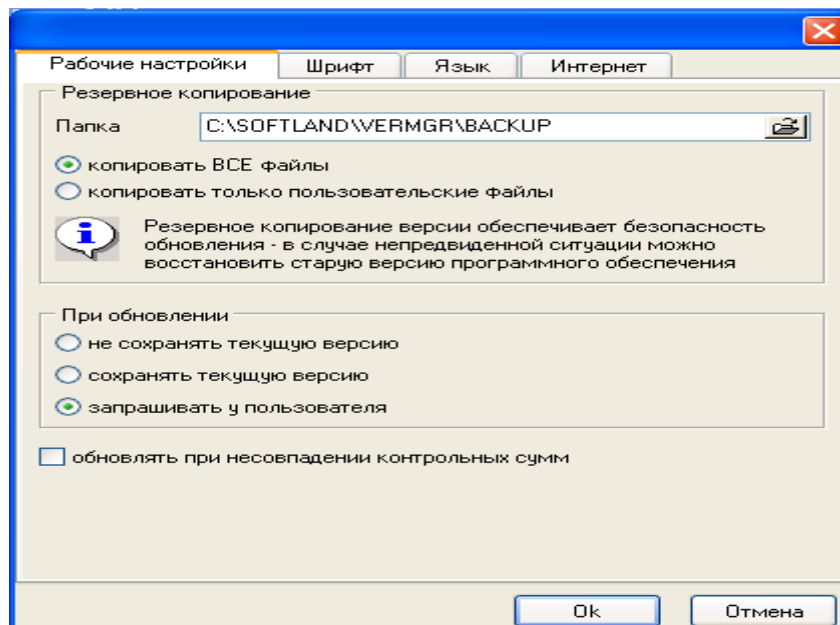 Рабочие настройки
Шрифт
Язык
Интернет
Резервное копирование
Папка
C:\SOFTLAND\VERMGR\BACKUP
копировать ВСЕ файлы
копировать только пользовательские файлы
Резервное копирование версии обеспечивает безопасность
обновления - в случае непредвиденной ситуации можно
восстановить старую версию программного обеспечения
При обновлении
не сохранять текущую версию
сохранять текущую версию
запрашивать у пользователя
обновлять при несовпадении контрольных сумм
Ok
Отмена